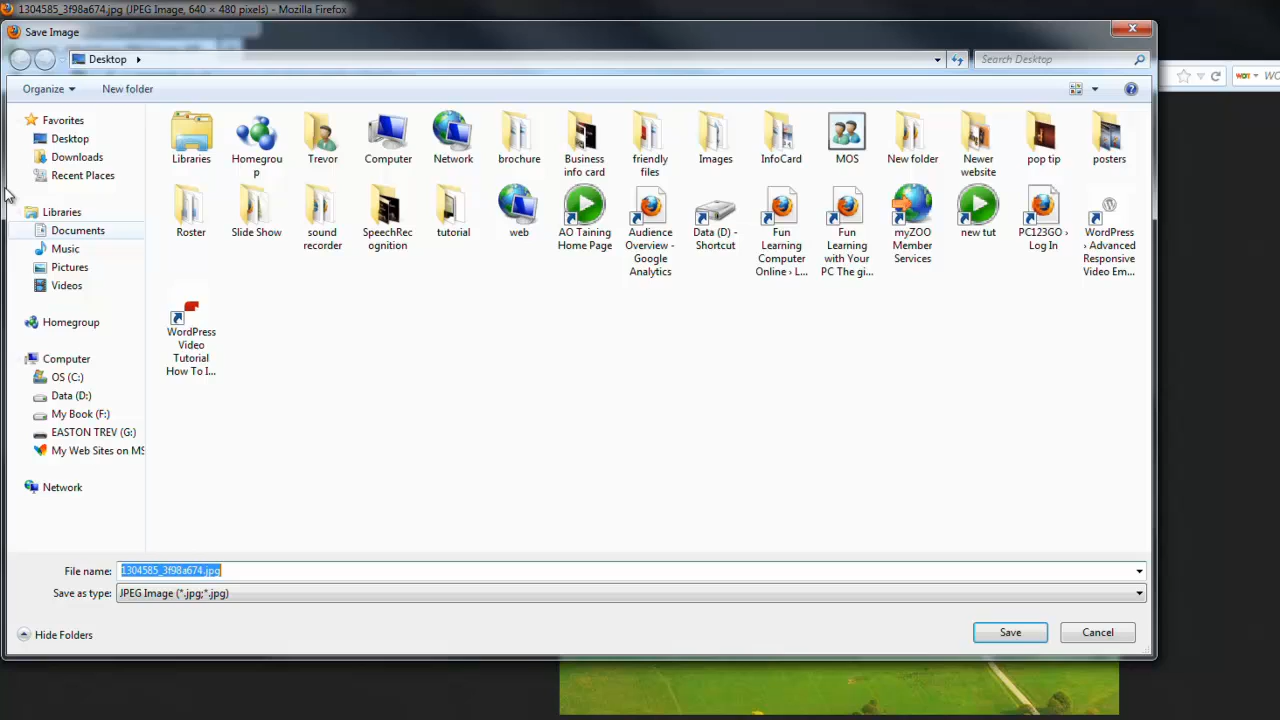 1304585_3f98a674.jpg (JPEG Image, 640 × 480 pixels) - Mozilla Firefox
Save Image
Desktop
Search Desktop
Organize
New folder
WOT
WO
Favorites
Desktop
Downloads
Recent Places
Libraries
Documents
Music
Pictures
Videos
Homegroup
Computer
OS (C:)
Data (D:)
My Book (F:)
EASTON TREV (G:)
My Web Sites on MS
Network
Libraries
Homegrou
p
Trevor
Computer
Network
brochure
Business
info card
friendly
files
Images
InfoCard
MOS
New folder
Newer
website
pop tip
posters
Roster
Slide Show
sound
recorder
SpeechRec
ognition
tutorial
web
AO Taining
Home Page
Audience
Overview -
Google
Analytics
Data (D) -
Shortcut
Fun
Learning
Computer
Online › L...
Fun
Learning
with Your
PC The gi...
myZOO
Member
Services
new tut
PC123GO ›
Log In
WordPress
› Advanced
Responsive
Video Em...
WordPress
Video
Tutorial
How To I...
File name:
1304585_3f98a674.jpg
Save as type:
JPEG Image (*.jpg;*.jpg)
Hide Folders
Save
Cancel